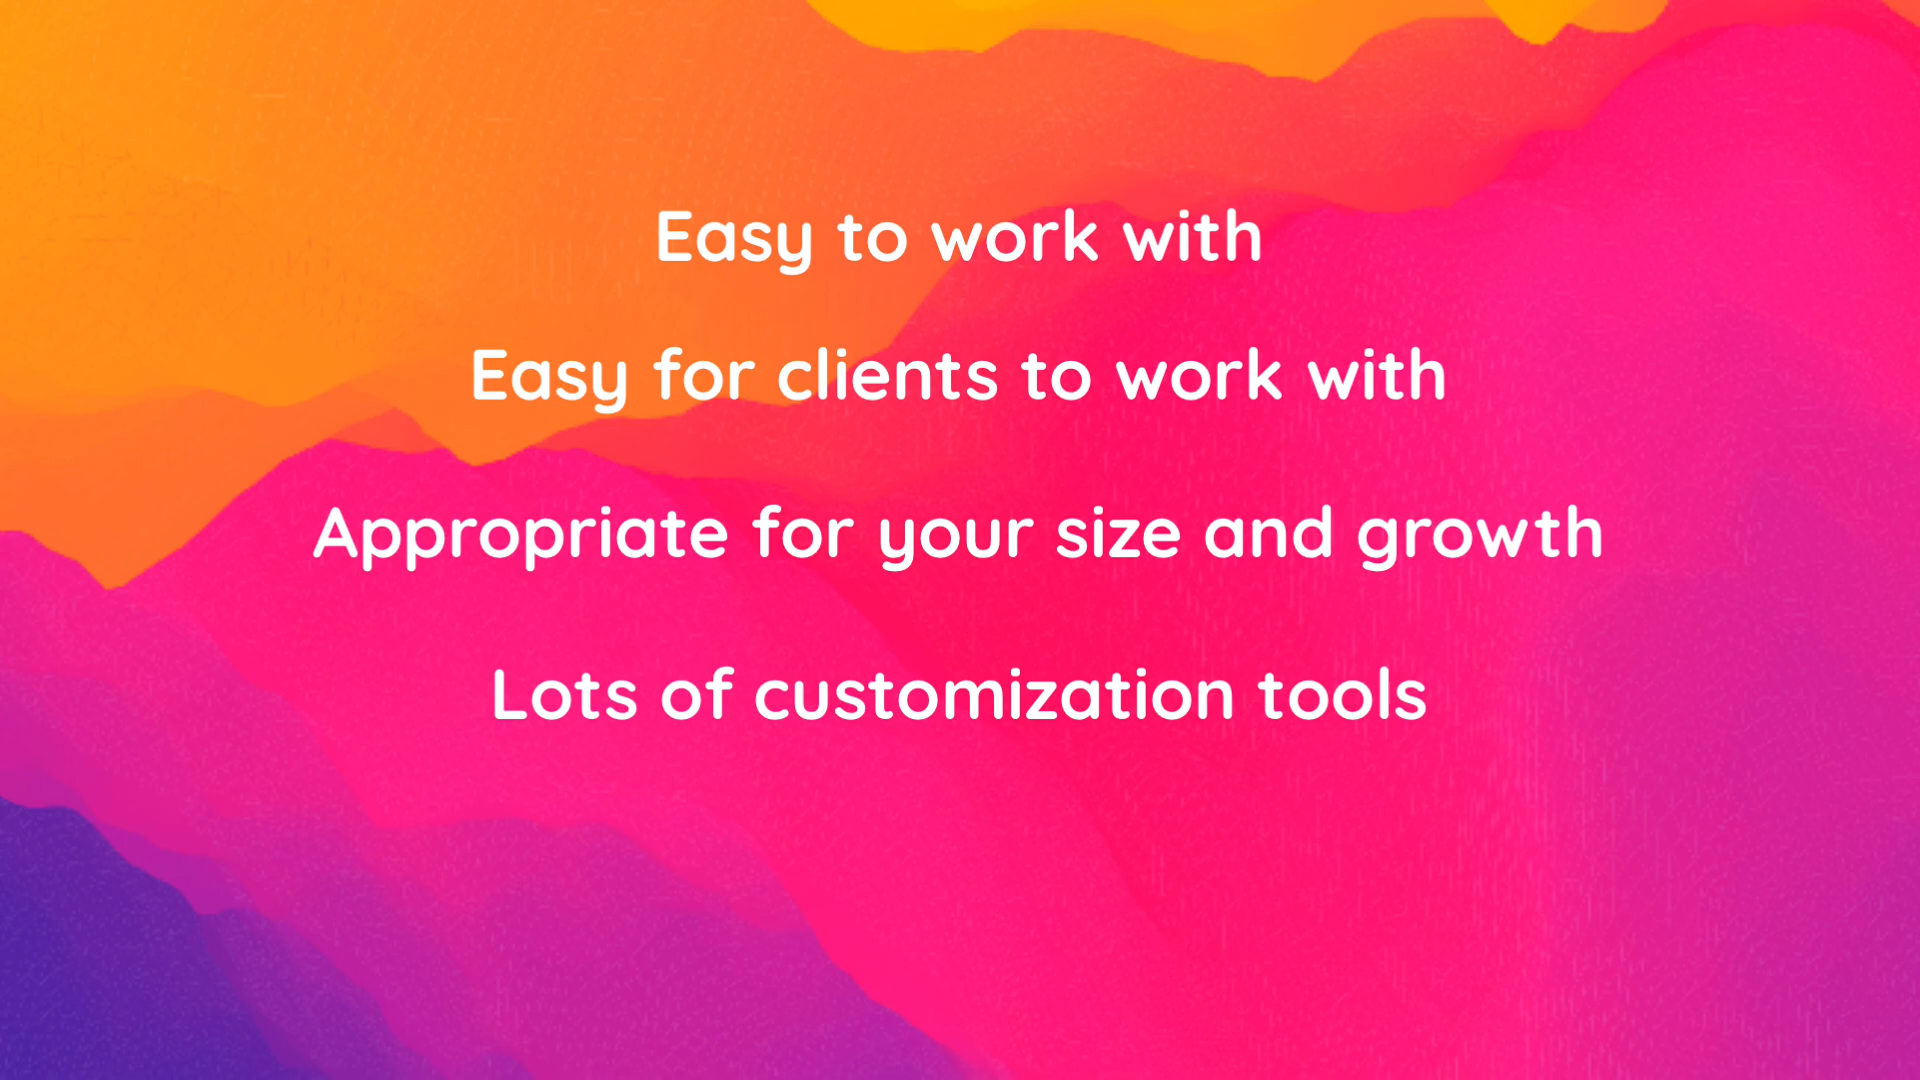 Easy to work with
Easy for clients to work with
Appropriate for your size and growth
Lots of customization tools